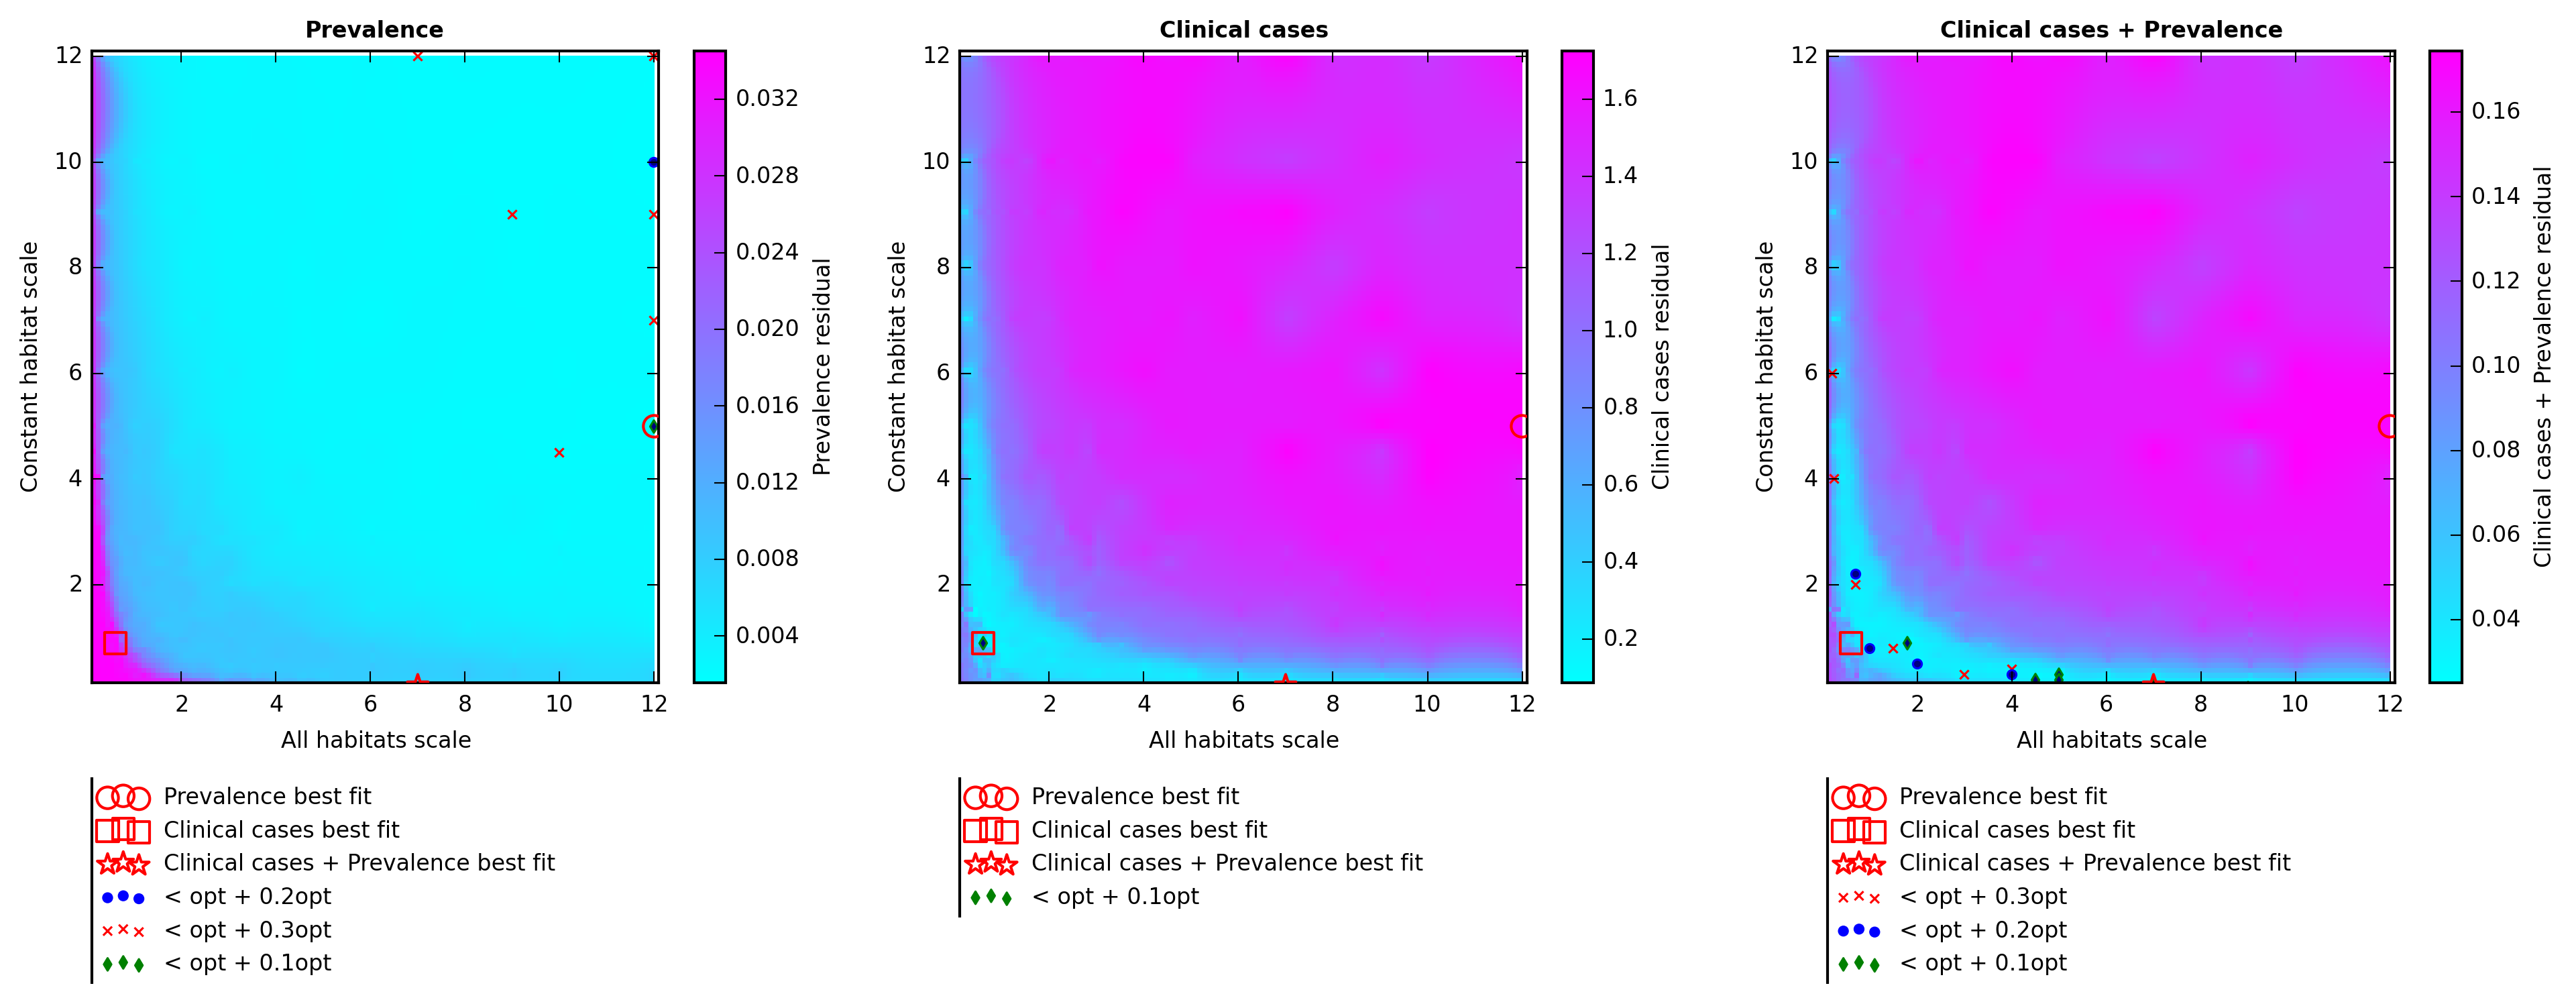 Prevalence
12
10
8
6
4
2
2
4
6
8
10
12
Constant habitat scale
All habitats scale
0.032
0.028
0.024
0.020
0.016
0.012
0.008
0.004
Prevalence residual
Prevalence best fit
Clinical cases best fit
Clinical cases + Prevalence best fit
< opt + 0.2opt
< opt + 0.3opt
< opt + 0.1opt
Clinical cases
12
10
8
6
4
2
2
4
6
8
10
12
Constant habitat scale
All habitats scale
1.6
1.4
1.2
1.0
0.8
0.6
0.4
0.2
Clinical cases residual
Prevalence best fit
Clinical cases best fit
Clinical cases + Prevalence best fit
< opt + 0.1opt
Clinical cases + Prevalence
12
10
8
6
4
2
2
4
6
8
10
12
Constant habitat scale
All habitats scale
0.16
0.14
0.12
0.10
0.08
0.06
0.04
Clinical cases + Prevalence residual
Prevalence best fit
Clinical cases best fit
Clinical cases + Prevalence best fit
< opt + 0.3opt
< opt + 0.2opt
< opt + 0.1opt